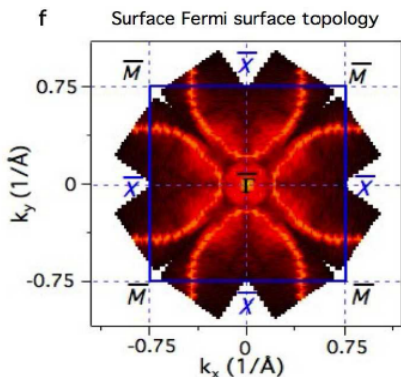 f Surface Fermi surface topology
M̅ X̅ M̅
0.75
k_y (1/Å)
X̅ 0 Γ̅ X̅
-0.75
M̅ X̅ M̅
-0.75 0 0.75
k_x (1/Å)